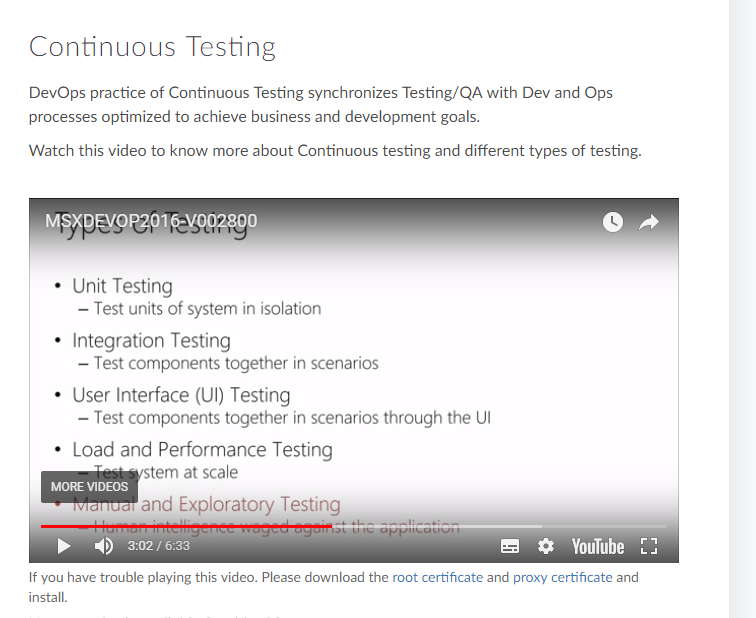 Continuous Testing
DevOps practice of Continuous Testing synchronizes Testing/QA with Dev and Ops
processes optimized to achieve business and development goals.
Watch this video to know more about Continuous testing and different types of testing.
MSXDEVOP2016-V002800
Types of Testing
• Unit Testing
– Test units of system in isolation
• Integration Testing
– Test components together in scenarios
• User Interface (UI) Testing
– Test components together in scenarios through the UI
• Load and Performance Testing
– Test system at scale
MORE VIDEOS
• Manual and Exploratory Testing
– Human intelligence waged against the application
3:02 / 6:33
YouTube
If you have trouble playing this video. Please download the root certificate and proxy certificate and
install.